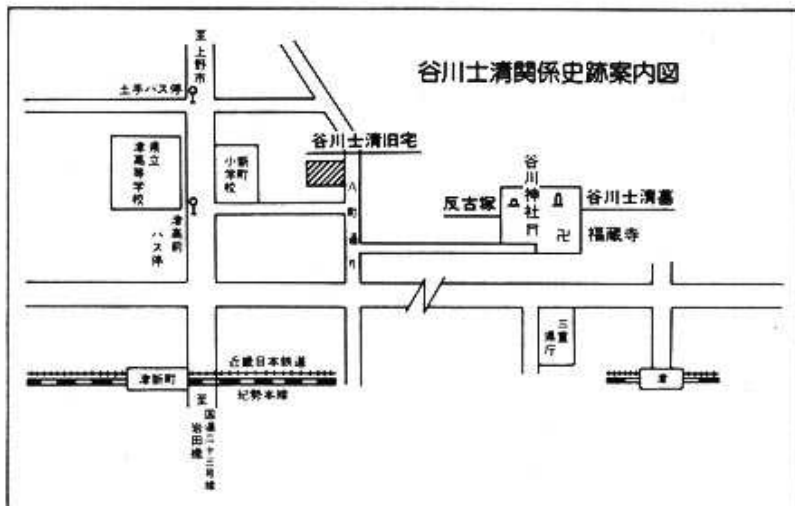 谷川士清関係史跡案内図
至上野市
土手バス停
県立
津高等学校
新町
小学校
谷川士清旧宅
八町通り
津高前
バス停
谷川神社
反古塚
谷川士清墓
卍
福蔵寺
三重
県庁
近畿日本鉄道
津新町
紀勢本線
津
至
国道二十三号線
岩田橋